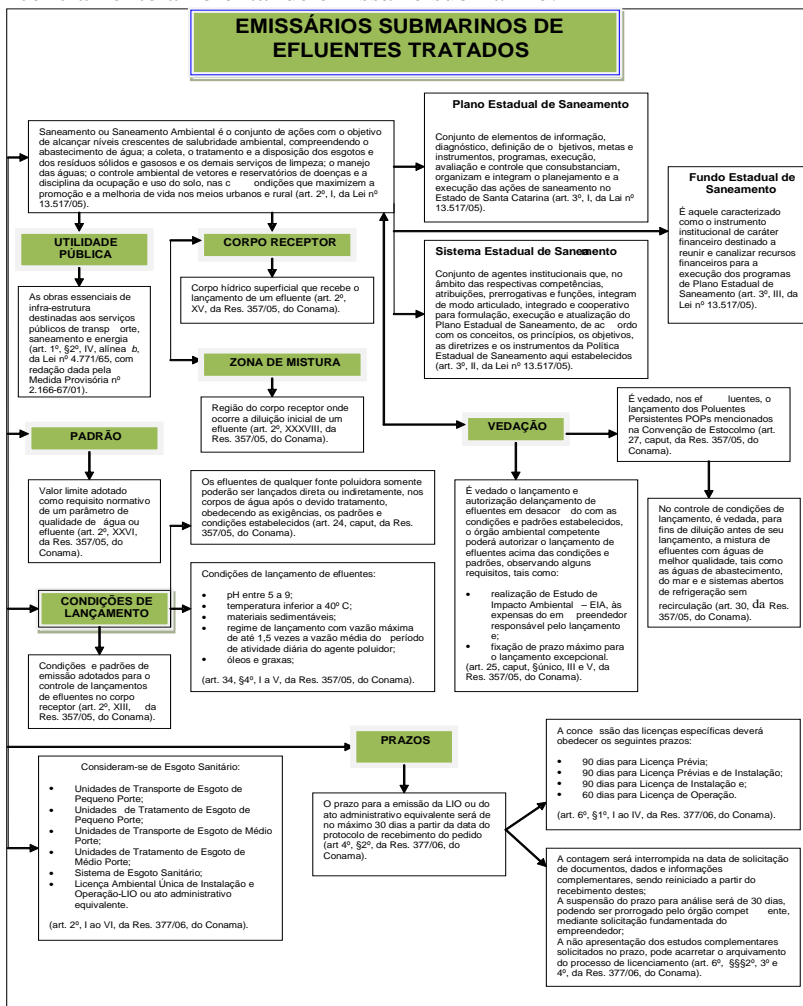 EMISSÁRIOS SUBMARINOS DE
EFLUENTES TRATADOS
Saneamento ou Saneamento Ambiental é o conjunto de ações com o objetivo
de alcançar níveis crescentes de salubridade ambiental, compreendendo o
abastecimento de água; a coleta, o tratamento e a disposição dos esgotos e
dos resíduos sólidos e gasosos e os demais serviços de limpeza; o manejo
das águas; o controle ambiental de vetores e reservatórios de doenças e a
disciplina da ocupação e uso do solo, nas c ondições que maximizem a
promoção e a melhoria de vida nos meios urbanos e rural (art. 2º, I, da Lei nº
13.517/05).
Plano Estadual de Saneamento
Conjunto de elementos de informação,
diagnóstico, definição de o bjetivos, metas e
instrumentos, programas, execução,
avaliação e controle que consubstanciam,
organizam e integram o planejamento e a
execução das ações de saneamento no
Estado de Santa Catarina (art. 3º, I, da Lai nº
13.517/05).
Fundo Estadual de
Saneamento
É aquele caracterizado
como o instrumento
institucional de caráter
financeiro destinado a
reunir e canalizar recursos
financeiros para a
execução dos programas
de Plano Estadual de
Saneamento (art. 3º, III, da
Lei nº 13.517/05).
UTILIDADE
PÚBLICA
As obras essenciais de
infra-estrutura
destinadas aos serviços
públicos de transp orte,
saneamento e energia
(art. 1º, §2º, IV, alínea b,
da Lei nº 4.771/65, com
redação dada pela
Medida Provisória nº
2.166-67/01).
CORPO RECEPTOR
Corpo hídrico superficial que recebe o
lançamento de um efluente (art. 2º,
XV, da Res. 357/05, do Conama).
ZONA DE MISTURA
Região do corpo receptor onde
ocorre a diluição inicial de um
efluente (art. 2º, XXXVIII, da
Res. 357/05, do Conama).
Sistema Estadual de Saneamento
Conjunto de agentes institucionais que, no
âmbito das respectivas competências,
atribuições, prerrogativas e funções, integram
de modo articulado, integrado e cooperativo
para formulação, execução e atualização do
Plano Estadual de Saneamento, de ac ordo
com os conceitos, os princípios, os objetivos,
as diretrizes e os instrumentos da Política
Estadual de Saneamento aqui estabelecidos
(art. 3º, II, da Lei nº 13.517/05).
PADRÃO
Valor limite adotado
como requisito normativo
de um parâmetro de
qualidade de água ou
efluente (art. 2º, XXVI,
da Res. 357/05, do
Conama).
Os efluentes de qualquer fonte poluidora somente
poderão ser lançados direta ou indiretamente, nos
corpos de água após o devido tratamento,
obedecendo as exigências, os padrões e
condições estabelecidos (art. 24, caput, da Res.
357/05, do Conama).
VEDAÇÃO
É vedado, nos ef luentes, o
lançamento dos Poluentes
Persistentes POPs mencionados
na Convenção de Estocolmo (art.
27, caput, da Res. 357/05, do
Conama).
É vedado o lançamento e
autorização delançamento de
efluentes em desacor do com as
condições e padrões estabelecidos,
o órgão ambiental competente
poderá autorizar o lançamento de
efluentes acima das condições e
padrões, observando alguns
requisitos, tais como:
• realização de Estudo de
Impacto Ambiental – EIA, às
expensas do em preendedor
responsável pelo lançamento
e;
• fixação de prazo máximo para
o lançamento excepcional.
(art. 25, caput, §único, III e V, da
Res. 357/05, do Conama).
No controle de condições de
lançamento, é vedada, para
fins de diluição antes de seu
lançamento, a mistura de
efluentes com águas de
melhor qualidade, tais como
as águas de abastecimento,
do mar e e sistemas abertos
de refrigeração sem
recirculação (art. 30, da Res.
357/05, do Conama).
CONDIÇÕES DE
LANÇAMENTO
Condições de lançamento de efluentes:
• pH entre 5 a 9;
• temperatura inferior a 40º C;
• materiais sedimentáveis;
• regime de lançamento com vazão máxima
de até 1,5 vezes a vazão média do período
de atividade diária do agente poluidor;
• óleos e graxas;
(art. 34, §4º, I a V, da Res. 357/05, do Conama).
Condições e padrões de
emissão adotados para o
controle de lançamentos
de efluentes no corpo
receptor (art. 2º, XIII, da
Res. 357/05, do Conama).
PRAZOS
Consideram-se de Esgoto Sanitário:
• Unidades de Transporte de Esgoto de
Pequeno Porte;
• Unidades de Tratamento de Esgoto de
Pequeno Porte;
• Unidades de Transporte de Esgoto de Médio
Porte;
• Unidades de Tratamento de Esgoto de
Médio Porte;
• Sistema de Esgoto Sanitário;
• Licença Ambiental Única de Instalação e
Operação-LIO ou ato administrativo
equivalente.
(art. 2º, I ao VI, da Res. 377/06, do Conama).
O prazo para a emissão da LIO ou do
ato administrativo equivalente será de
no máximo 30 dias a partir da data do
protocolo de recebimento do pedido
(art 4º, §2º, da Res. 377/06, do
Conama).
A conce ssão das licenças específicas deverá
obedecer os seguintes prazos:
• 90 dias para Licença Prévia;
• 90 dias para Licença Prévias e de Instalação;
• 90 dias para Licença de Instalação e;
• 60 dias para Licença de Operação.
(art. 6º, §1º, I ao IV, da Res. 377/06, do Conama).
A contagem será interrompida na data de solicitação
de documentos, dados e informações
complementares, sendo reiniciado a partir do
recebimento destes;
A suspensão do prazo para análise será de 30 dias,
podendo ser prorrogado pelo órgão compet ente,
mediante solicitação fundamentada do
empreendedor;
A não apresentação dos estudos complementares
solicitados no prazo, pode acarretar o arquivamento
do processo de licenciamento (art. 6º, §§§2º, 3º e
4º, da Res. 377/06, do Conama).